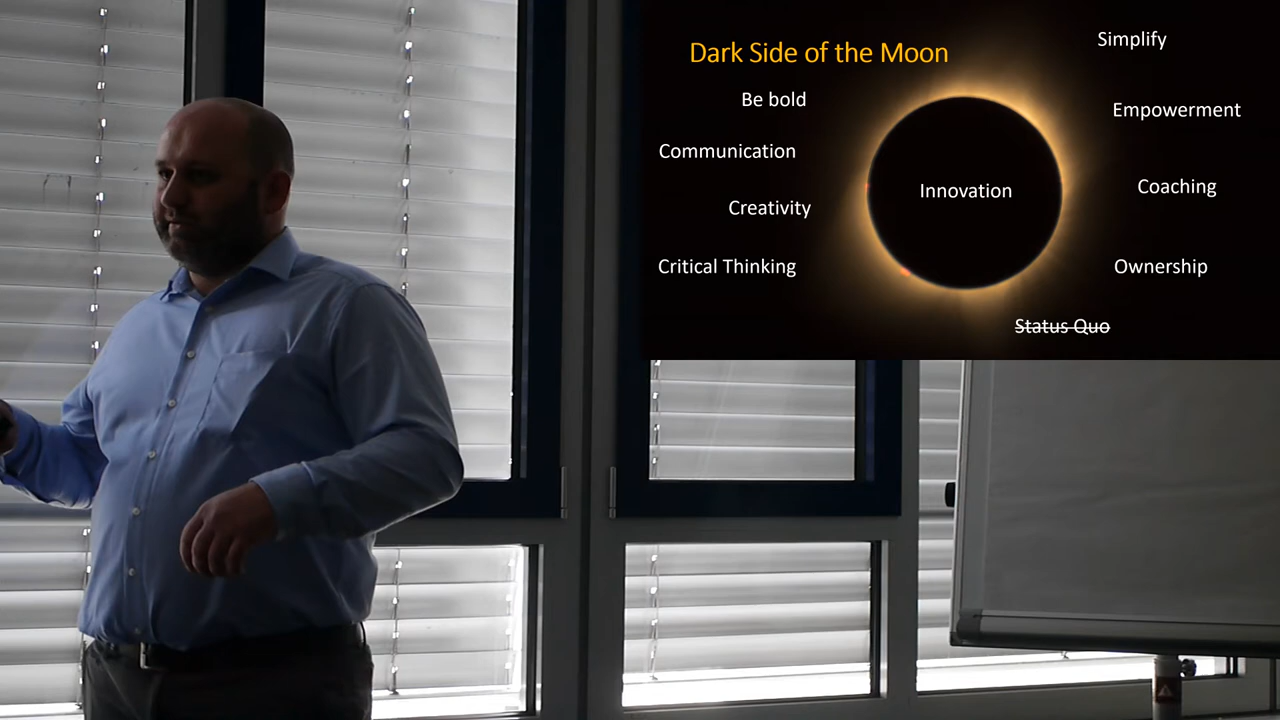 Dark Side of the Moon
Simplify
Be bold
Empowerment
Communication
Innovation
Coaching
Creativity
Critical Thinking
Ownership
Status Quo